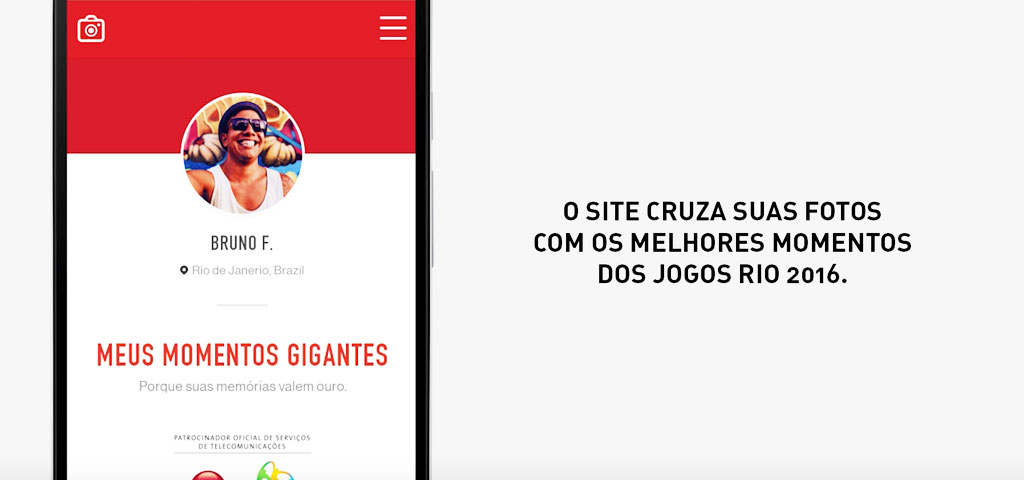 BRUNO F.
Rio de Janerio, Brazil
MEUS MOMENTOS GIGANTES
Porque suas memórias valem ouro.
PATROCINADOR OFICIAL DE SERVIÇOS
DE TELECOMUNICAÇÕES
O SITE CRUZA SUAS FOTOS
COM OS MELHORES MOMENTOS
DOS JOGOS RIO 2016.